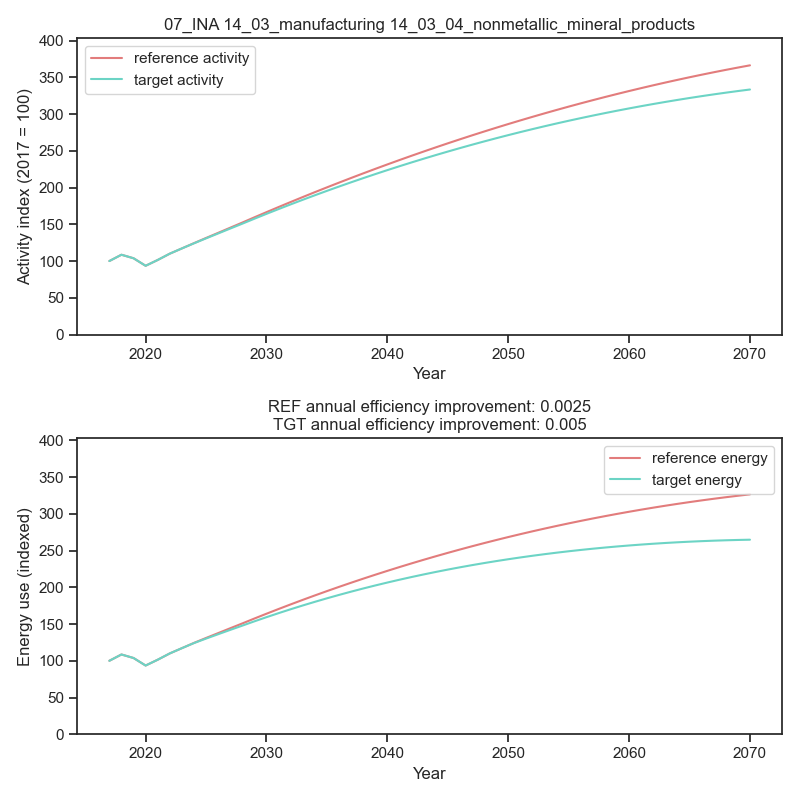 07_INA 14_03_manufacturing 14_03_04_nonmetallic_mineral_products
400
350
300
250
200
150
100
50
0
Activity index (2017 = 100)
reference activity
target activity
2020 2030 2040 2050 2060 2070
Year
REF annual efficiency improvement: 0.0025
TGT annual efficiency improvement: 0.005
400
350
300
250
200
150
100
50
0
Energy use (indexed)
reference energy
target energy
2020 2030 2040 2050 2060 2070
Year